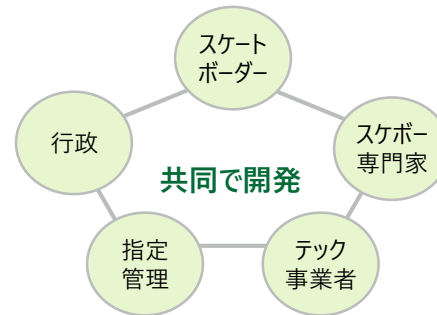 スケート
ボーダー
行政
スケボー
専門家
共同で開発
指定
管理
テック
事業者